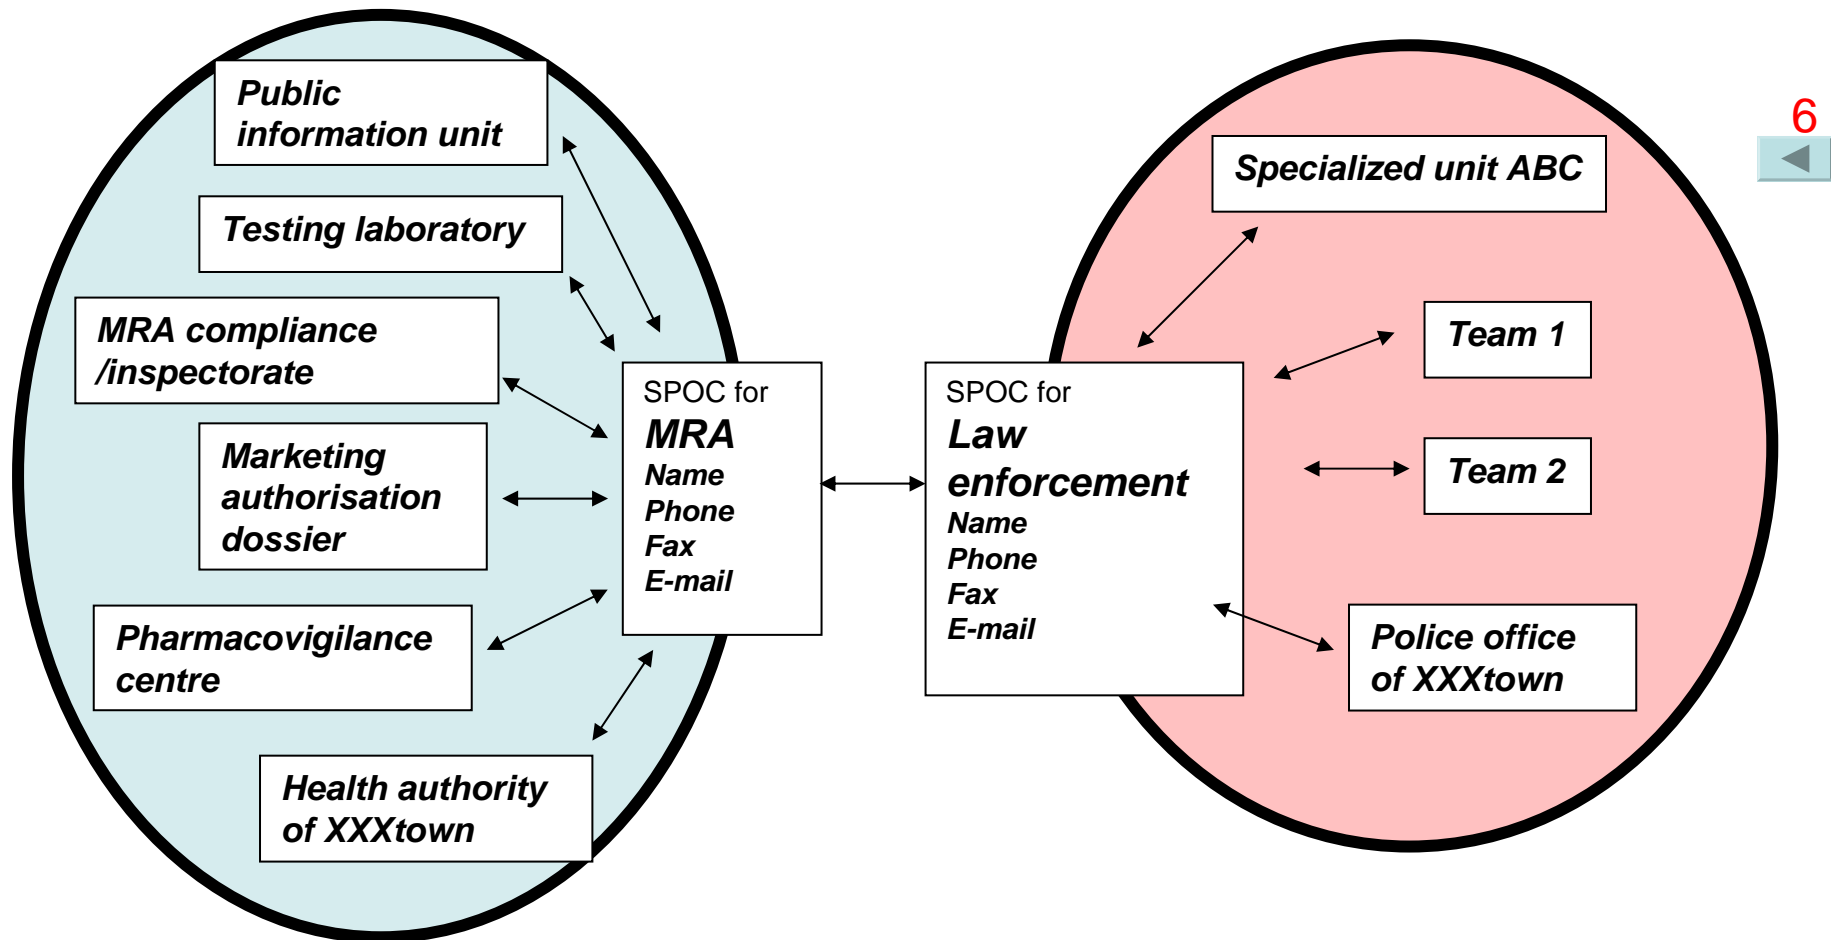 Public
information unit
Testing laboratory
MRA compliance
/inspectorate
Marketing
authorisation
dossier
Pharmacovigilance
centre
Health authority
of XXXtown
SPOC for
MRA
Name
Phone
Fax
E-mail
SPOC for
Law
enforcement
Name
Phone
Fax
E-mail
Specialized unit ABC
Team 1
Team 2
Police office
of XXXtown
6